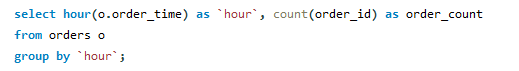 select hour(o.order_time) as `hour`, count(order_id) as order_count
from orders o
group by `hour`;